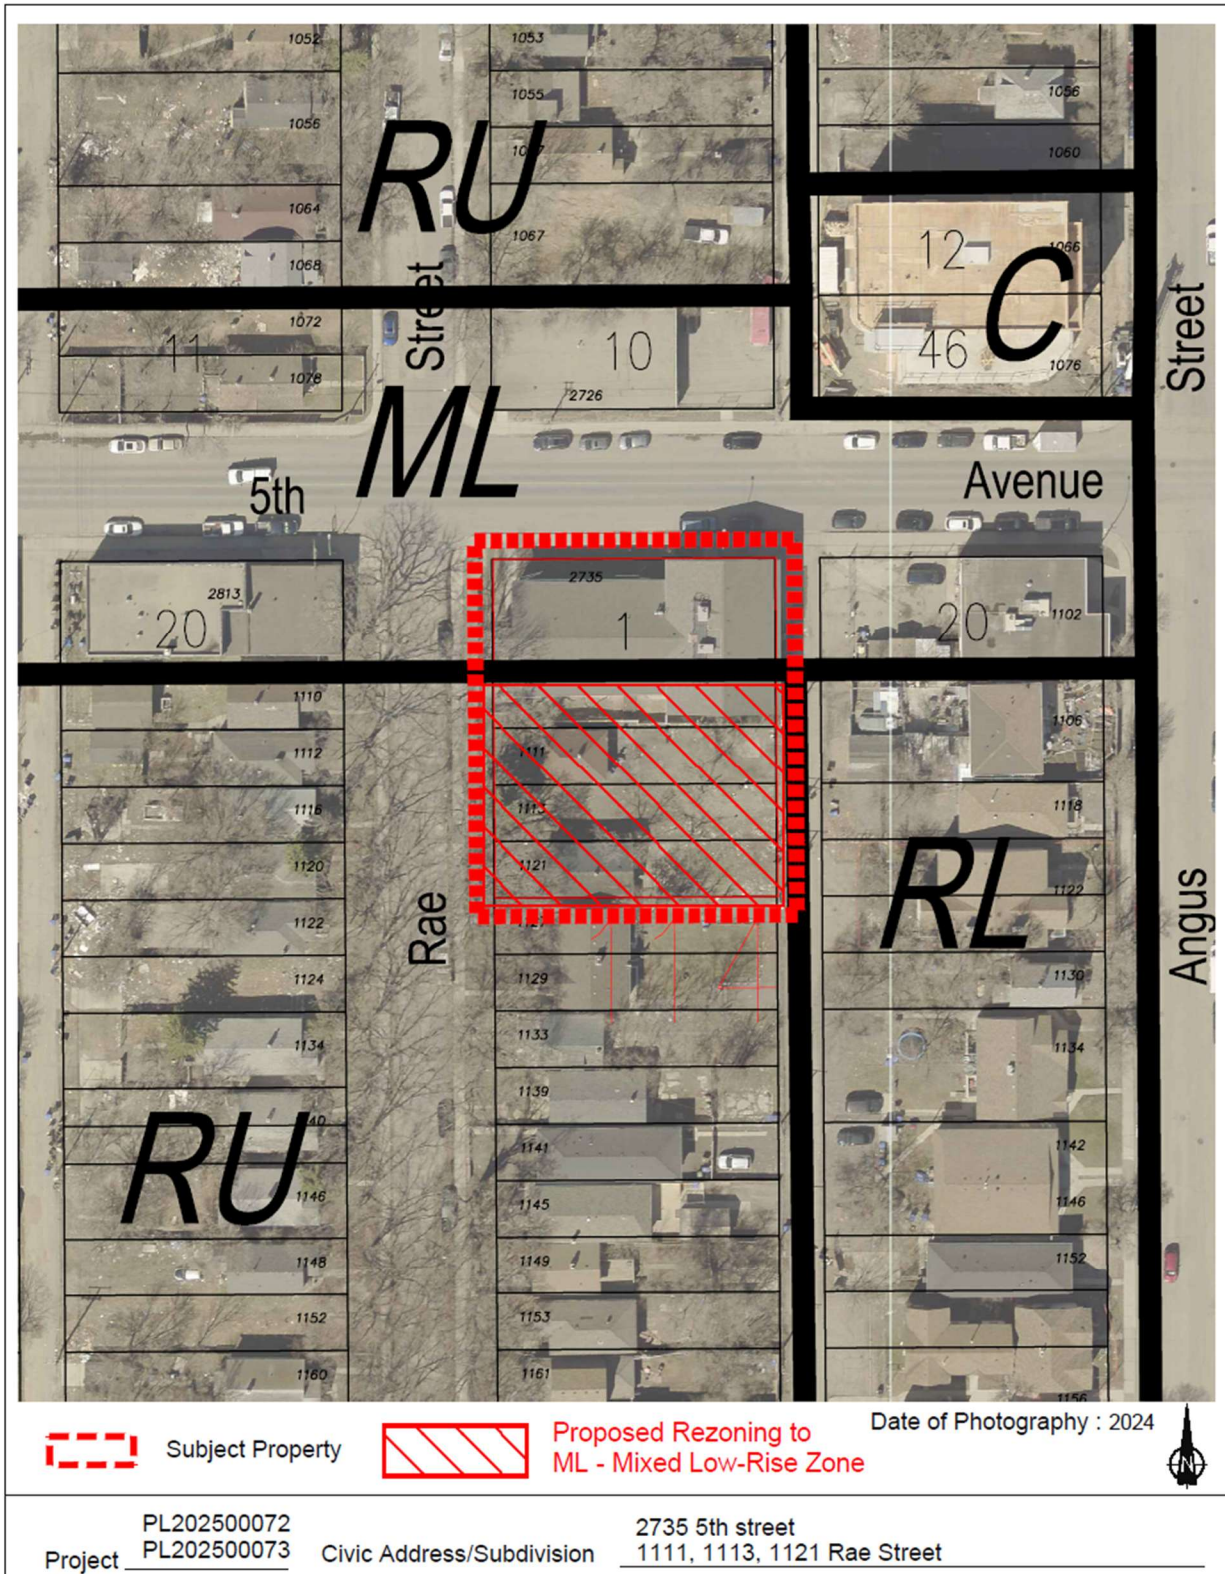 1052
1053
1056
1055
1056
1060
1064
RU
1067
1068
12
1066
C
Street
1072
11
10
46
1076
Street
1078
2726
ML
5th
Avenue
2735
2813
20
1
20
1102
1110
1106
1111
1112
1116
1113
1118
1120
1121
RL
1122
1122
Rae
Angus
1124
1129
1130
1134
1133
1134
1139
RU
1141
1142
1146
1145
1146
1148
1149
1152
1152
1153
1160
1161
1156
Subject Property
Proposed Rezoning to
ML - Mixed Low-Rise Zone
Date of Photography : 2024
N
Project
PL202500072
PL202500073
Civic Address/Subdivision
2735 5th street
1111, 1113, 1121 Rae Street